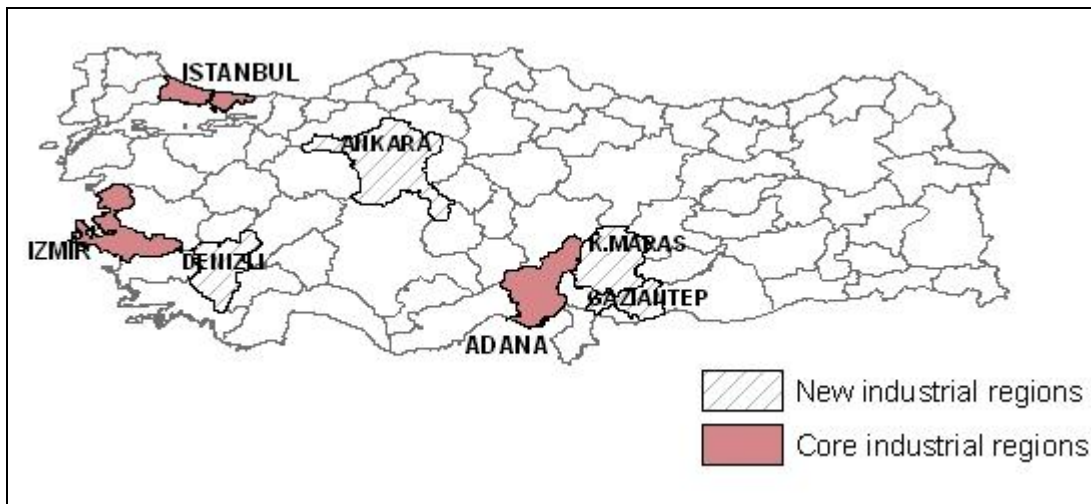 ISTANBUL
ANKARA
IZMIR
DENIZLI
K.MARAS
GAZIANTEP
ADANA
New industrial regions
Core industrial regions